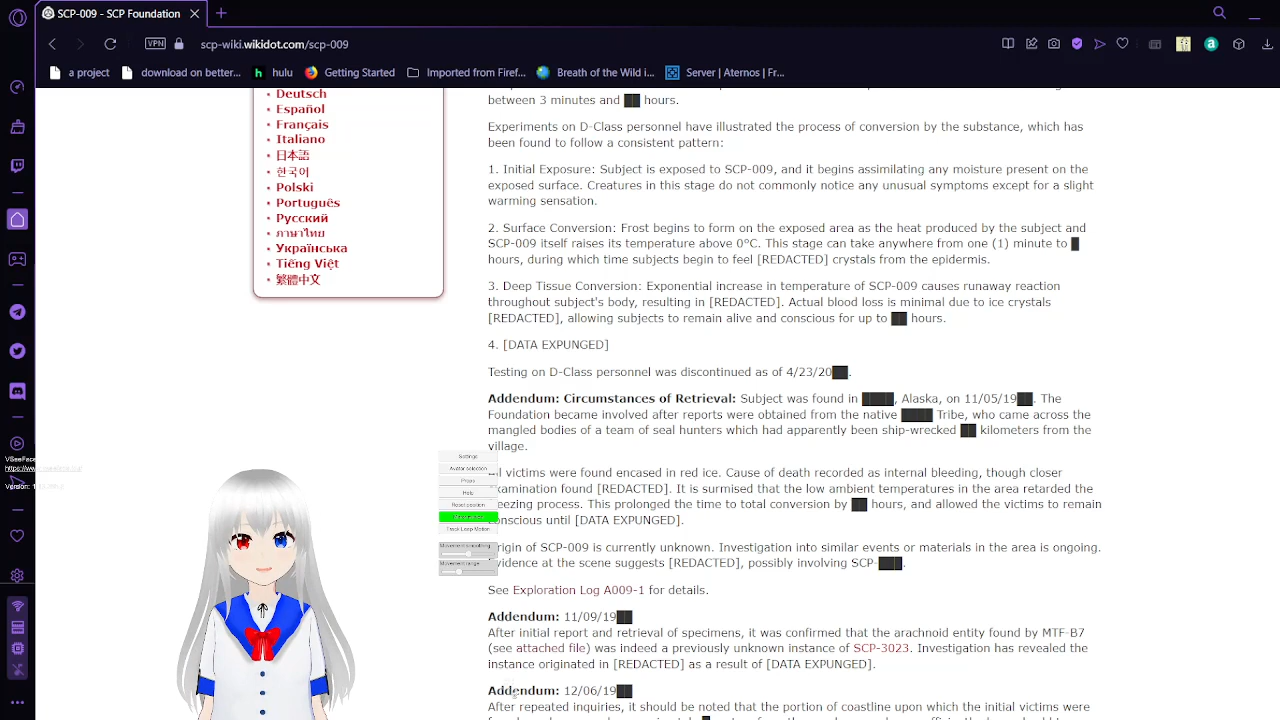 SCP-009 - SCP Foundation
VPN
scp-wiki.wikidot.com/scp-009
a project
download on better...
hulu
Getting Started
Imported from Firef...
Breath of the Wild i...
Server | Aternos | Fr...
Deutsch
Español
Français
Italiano
日本語
한국어
Polski
Português
Русский
ภาษาไทย
Українська
Tiếng Việt
繁體中文
between 3 minutes and ██ hours.
Experiments on D-Class personnel have illustrated the process of conversion by the substance, which has
been found to follow a consistent pattern:
1. Initial Exposure: Subject is exposed to SCP-009, and it begins assimilating any moisture present on the
exposed surface. Creatures in this stage do not commonly notice any unusual symptoms except for a slight
warming sensation.
2. Surface Conversion: Frost begins to form on the exposed area as the heat produced by the subject and
SCP-009 itself raises its temperature above 0°C. This stage can take anywhere from one (1) minute to █
hours, during which time subjects begin to feel [REDACTED] crystals from the epidermis.
3. Deep Tissue Conversion: Exponential increase in temperature of SCP-009 causes runaway reaction
throughout subject's body, resulting in [REDACTED]. Actual blood loss is minimal due to ice crystals
[REDACTED], allowing subjects to remain alive and conscious for up to ██ hours.
4. [DATA EXPUNGED]
Testing on D-Class personnel was discontinued as of 4/23/20██.
Addendum: Circumstances of Retrieval: Subject was found in ████, Alaska, on 11/05/19██. The
Foundation became involved after reports were obtained from the native ████ Tribe, who came across the
mangled bodies of a team of seal hunters which had apparently been ship-wrecked ██ kilometers from the
village.
victims were found encased in red ice. Cause of death recorded as internal bleeding, though closer
xamination found [REDACTED]. It is surmised that the low ambient temperatures in the area retarded the
eezing process. This prolonged the time to total conversion by ██ hours, and allowed the victims to remain
onscious until [DATA EXPUNGED].
rigin of SCP-009 is currently unknown. Investigation into similar events or materials in the area is ongoing.
vidence at the scene suggests [REDACTED], possibly involving SCP-███.
See Exploration Log A009-1 for details.
Addendum: 11/09/19██
After initial report and retrieval of specimens, it was confirmed that the arachnoid entity found by MTF-B7
(see attached file) was indeed a previously unknown instance of SCP-3023. Investigation has revealed the
instance originated in [REDACTED] as a result of [DATA EXPUNGED].
Addendum: 12/06/19██
After repeated inquiries, it should be noted that the portion of coastline upon which the initial victims were
VSeeFace
https://www.
Version: 1
Settings
Avatar selection
Help
Reset position
Track Loop Motion
Movement smoothing
Movement range